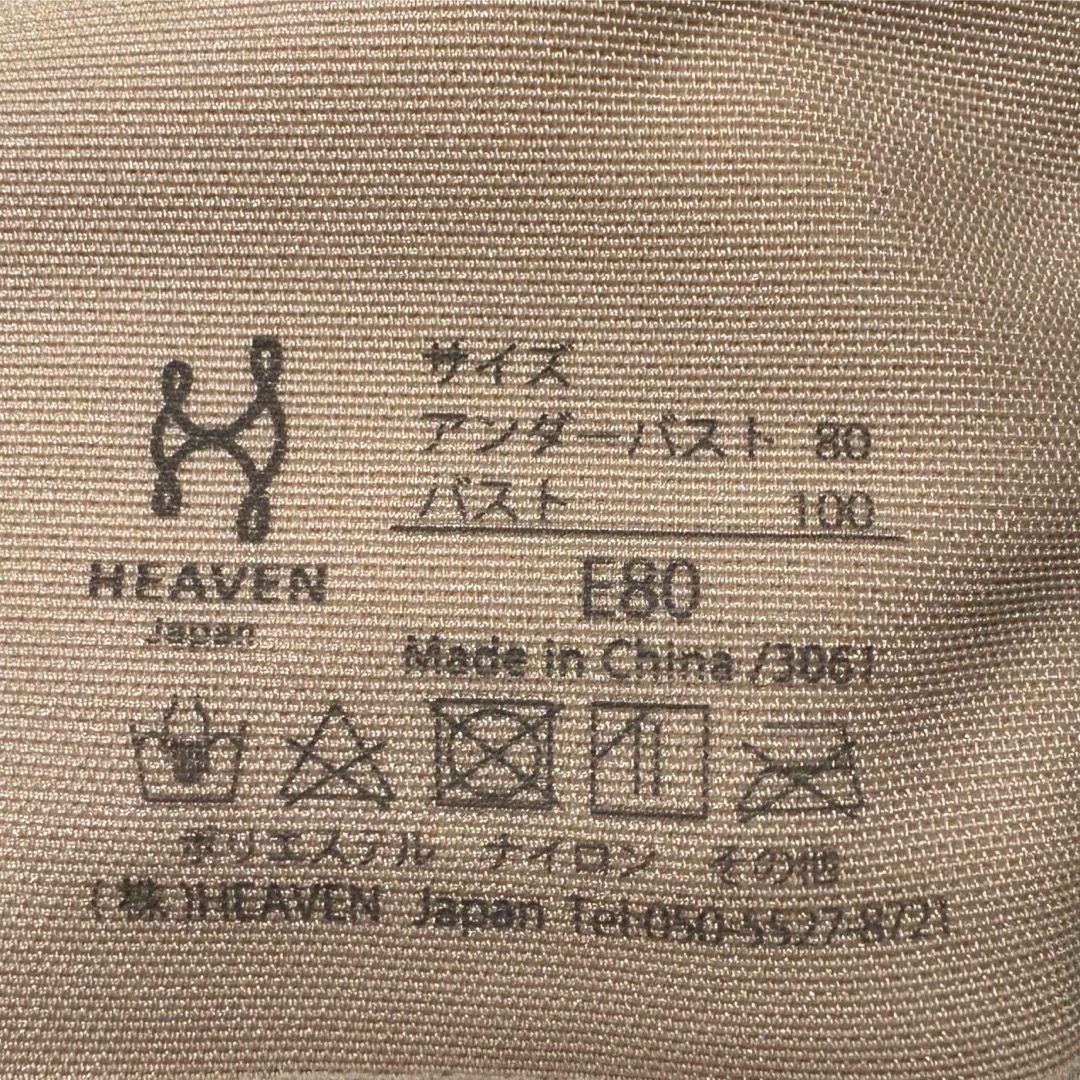 サイズ
アンダーバスト 80
バスト 100
HEAVEN
Japan
E80
Made in China /3061
ポリエステル ナイロン その他
(株)HEAVEN Japan Tel:050-5527-8721